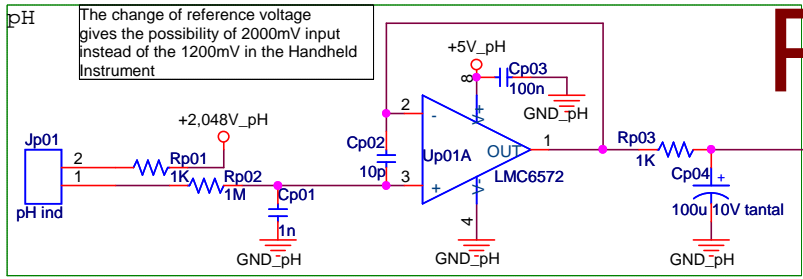 pH
The change of reference voltage
gives the possibility of 2000mV input
instead of the 1200mV in the Handheld
Instrument
+5V_pH
Cp03
100n
8
GND_pH
V+
+2,048V_pH
2
-
Jp01
Cp02
Up01A
OUT
1
Rp03
2
Rp01
1K
1
Rp02
1M
10p
3
+
LMC6572
1K
Cp01
V-
Cp04
pH ind
1n
4
+
100u 10V tantal
GND_pH
GND_pH
GND_pH